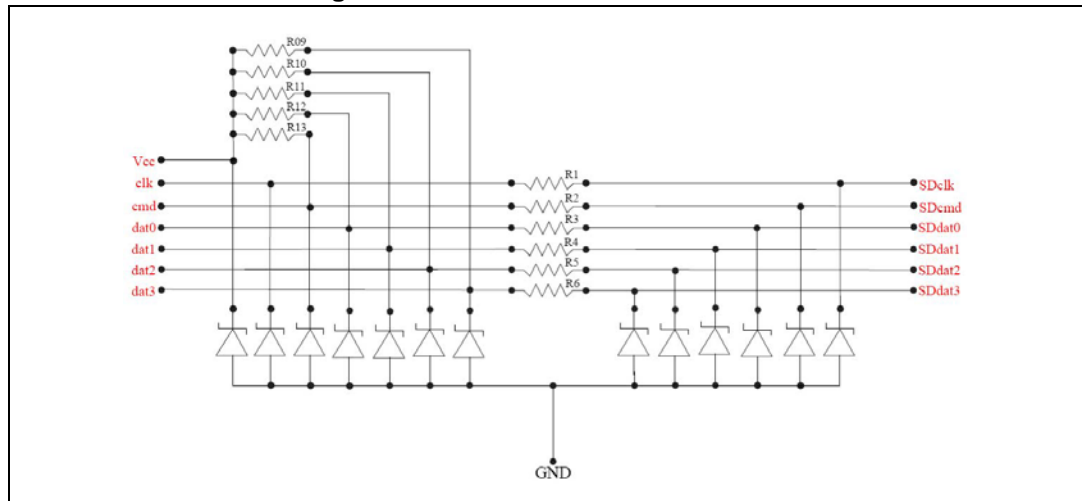 R09
R10
R11
R12
R13
Vcc
clk R1 SDclk
cmd R2 SDcmd
dat0 R3 SDdat0
dat1 R4 SDdat1
dat2 R5 SDdat2
dat3 R6 SDdat3
GND